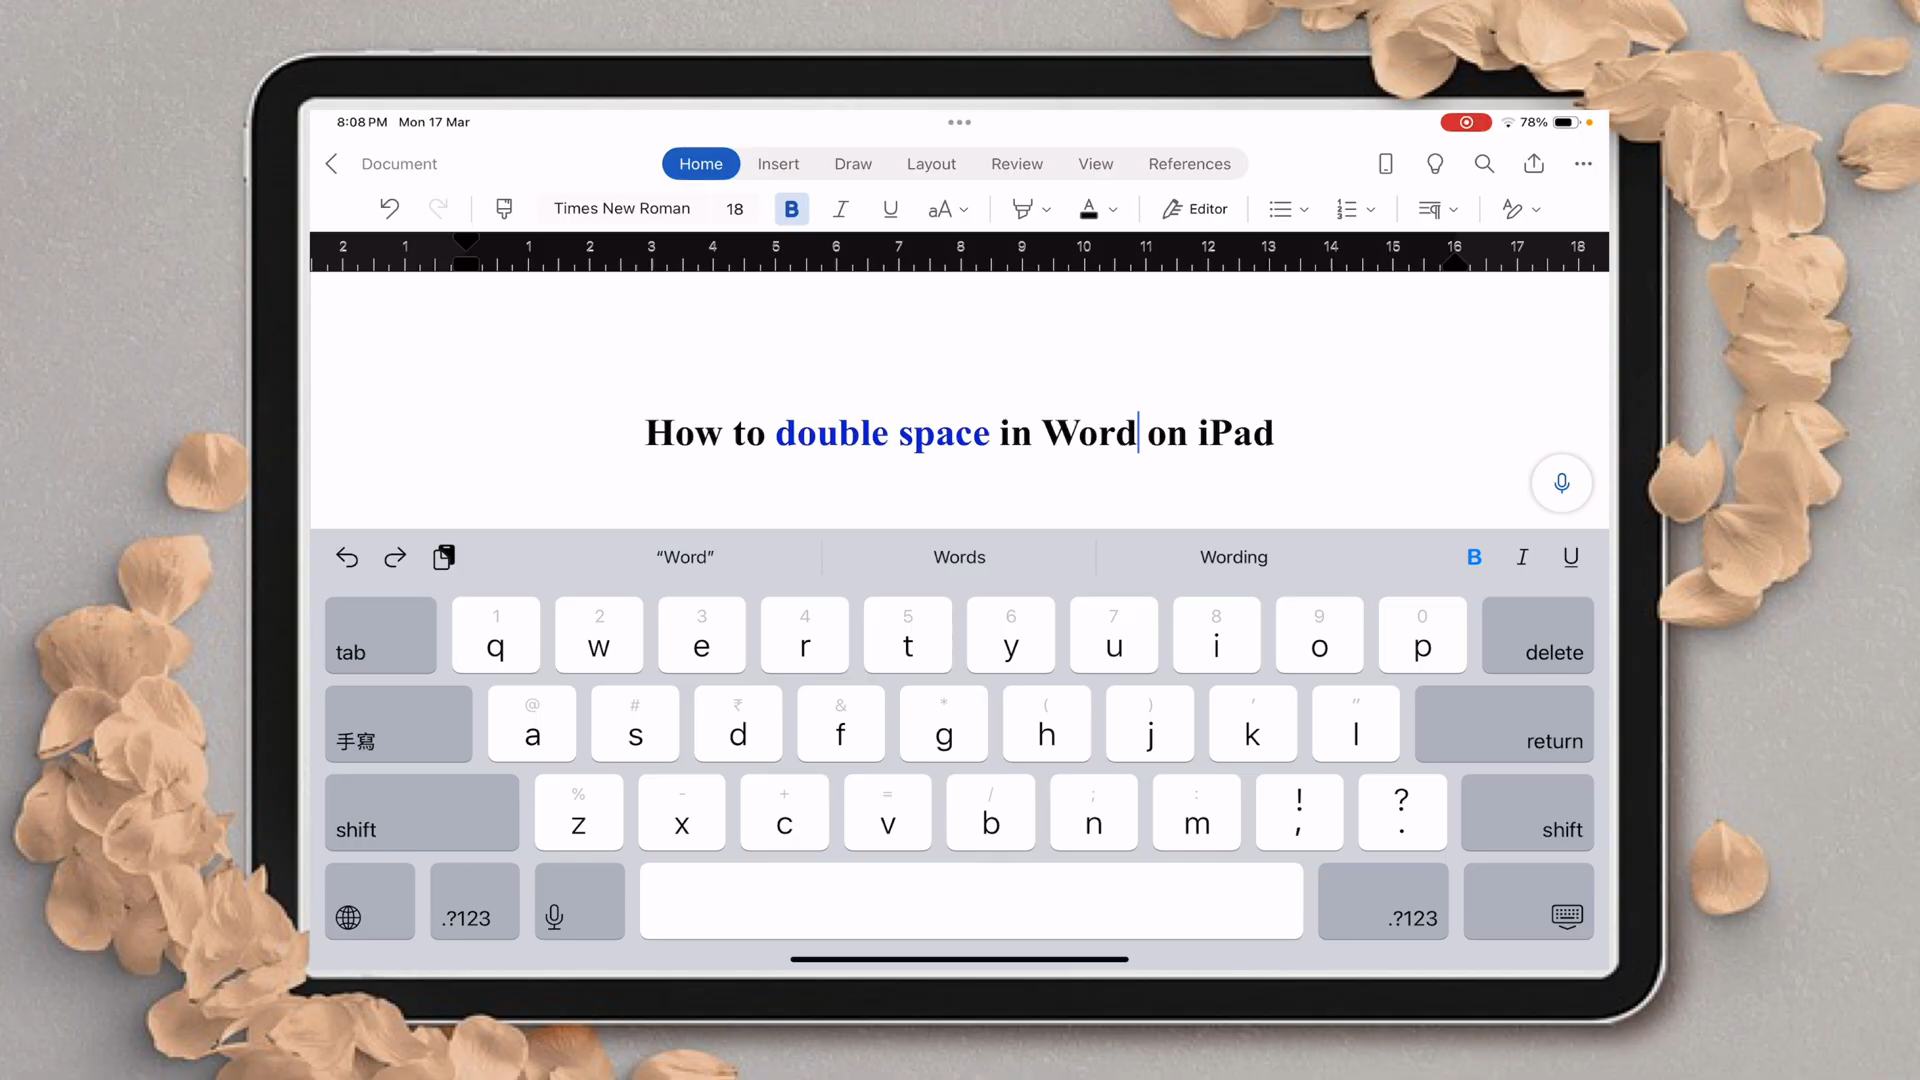 8:08 PM Mon 17 Mar
78%
Document Home Insert Draw Layout Review View References
Times New Roman 18 B I U aA A Editor
2 1 1 2 3 4 5 6 7 8 9 10 11 12 13 14 15 16 17 18
How to double space in Word on iPad
“Word” Words Wording B I U
1 2 3 4 5 6 7 8 9 0
tab q w e r t y u i o p delete
@ # ₹ & * ( ) ' "
手寫 a s d f g h j k l return
% - + = / ; : ! ?
shift z x c v b n m , . shift
.?123 .?123